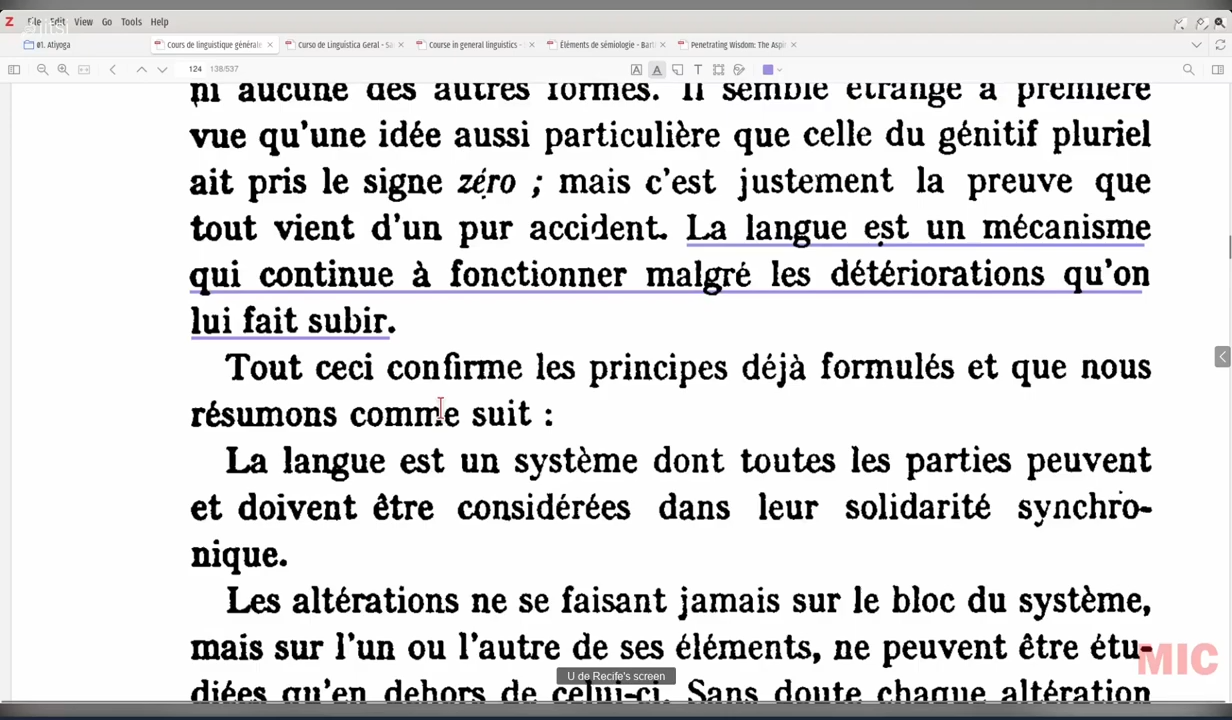 File Edit View Go Tools Help
#1. Atiyoga
Cours de linguistique générale
Curso de Linguística Geral - Sa
Course in general linguistics -
Éléments de sémiologie - Bart
Penetrating Wisdom: The Aspi
124 138/537
ni aucune des autres formes. Il semble étrange à première
vue qu'une idée aussi particulière que celle du génitif pluriel
ait pris le signe zéro ; mais c'est justement la preuve que
tout vient d'un pur accident. La langue est un mécanisme
qui continue à fonctionner malgré les détériorations qu'on
lui fait subir.
Tout ceci confirme les principes déjà formulés et que nous
résumons comme suit :
La langue est un système dont toutes les parties peuvent
et doivent être considérées dans leur solidarité synchro-
nique.
Les altérations ne se faisant jamais sur le bloc du système,
mais sur l'un ou l'autre de ses éléments, ne peuvent être étu-
diées qu'en dehors de celui-ci. Sans doute chaque altération
MIC
U de Recife's screen